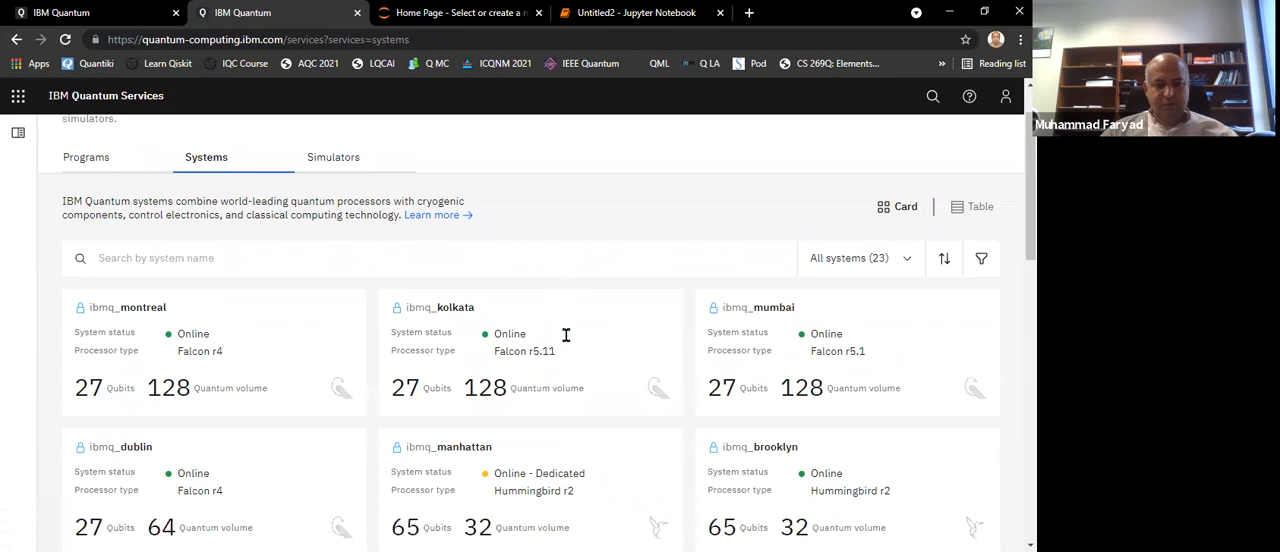 IBM Quantum
IBM Quantum
Home Page - Select or create a n
Untitled2 - Jupyter Notebook
https://quantum-computing.ibm.com/services?services=systems
Apps
Quantiki
Learn Qiskit
IQC Course
AQC 2021
LQCAI
Q MC
ICQNM 2021
IEEE Quantum
QML
Q LA
Pod
CS 269Q: Elements...
»
Reading list
IBM Quantum Services
simulators.
Programs
Systems
Simulators
IBM Quantum systems combine world-leading quantum processors with cryogenic
components, control electronics, and classical computing technology. Learn more →
Card
Table
Search by system name
All systems (23)
ibmq_montreal
System status Online
Processor type Falcon r4
27 Qubits 128 Quantum volume
ibmq_kolkata
System status Online
Processor type Falcon r5.11
27 Qubits 128 Quantum volume
ibmq_mumbai
System status Online
Processor type Falcon r5.1
27 Qubits 128 Quantum volume
ibmq_dublin
System status Online
Processor type Falcon r4
27 Qubits 64 Quantum volume
ibmq_manhattan
System status Online - Dedicated
Processor type Hummingbird r2
65 Qubits 32 Quantum volume
ibmq_brooklyn
System status Online
Processor type Hummingbird r2
65 Qubits 32 Quantum volume
Muhammad Faryad